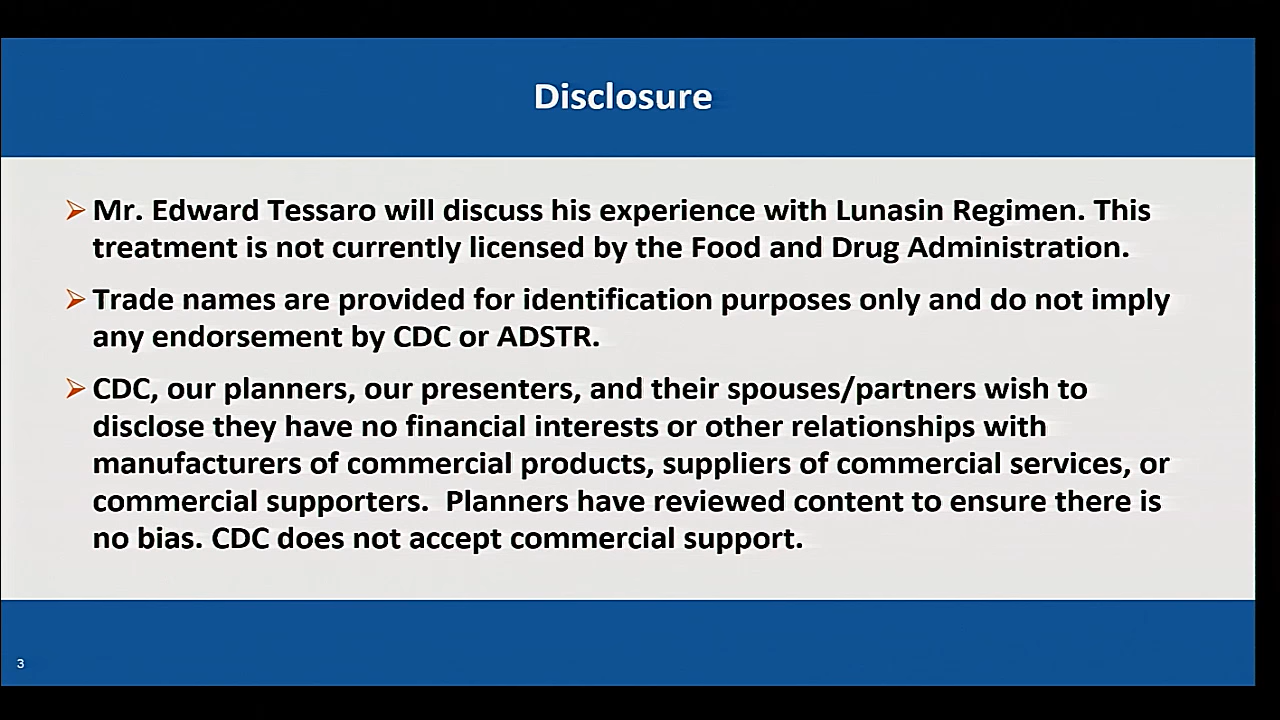 Disclosure
Mr. Edward Tessaro will discuss his experience with Lunasin Regimen. This
treatment is not currently licensed by the Food and Drug Administration.
Trade names are provided for identification purposes only and do not imply
any endorsement by CDC or ADSTR.
CDC, our planners, our presenters, and their spouses/partners wish to
disclose they have no financial interests or other relationships with
manufacturers of commercial products, suppliers of commercial services, or
commercial supporters.  Planners have reviewed content to ensure there is
no bias. CDC does not accept commercial support.
3